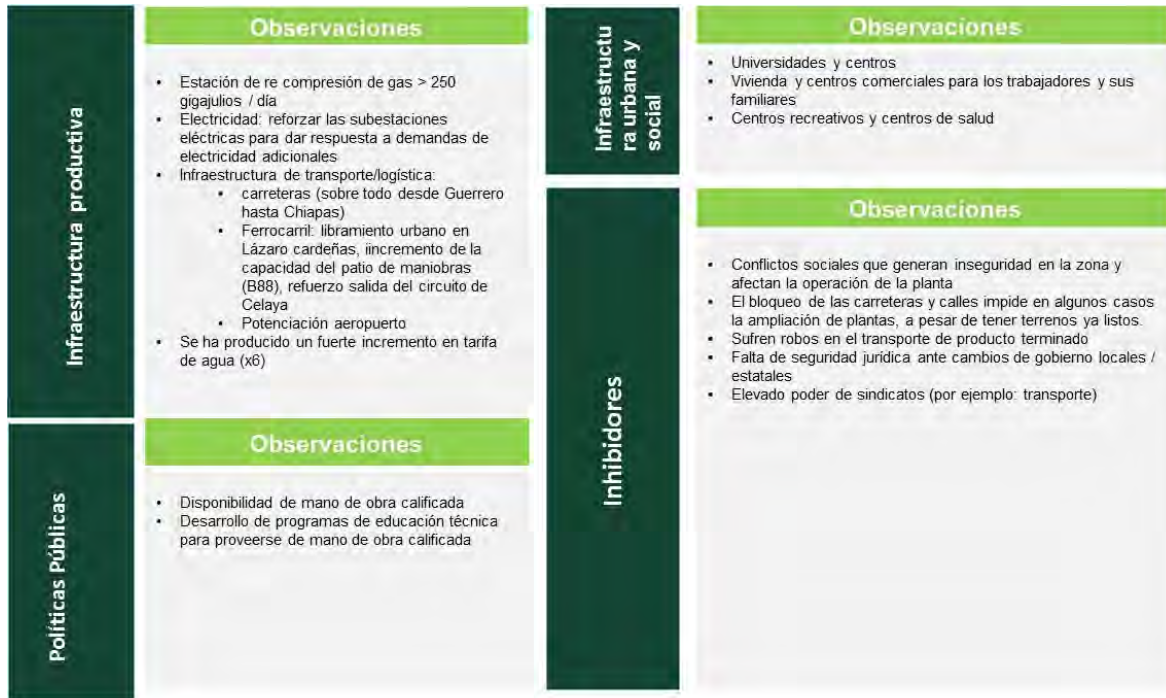 Infraestructura productiva
Observaciones
• Estación de re compresión de gas > 250
gigajulios / día
• Electricidad: reforzar las subestaciones
eléctricas para dar respuesta a demandas de
electricidad adicionales
• Infraestructura de transporte/logística:
• carreteras (sobre todo desde Guerrero
hasta Chiapas)
• Ferrocarril: libramiento urbano en
Lázaro cardeñas, iincremento de la
capacidad del patio de maniobras
(B88), refuerzo salida del circuito de
Celaya
• Potenciación aeropuerto
• Se ha producido un fuerte incremento en tarifa
de agua (x6)
Políticas Públicas
Observaciones
• Disponibilidad de mano de obra calificada
• Desarrollo de programas de educación técnica
para proveerse de mano de obra calificada
Infraestructu
ra urbana y
social
Observaciones
• Universidades y centros
• Vivienda y centros comerciales para los trabajadores y sus
familiares
• Centros recreativos y centros de salud
Inhibidores
Observaciones
• Conflictos sociales que generan inseguridad en la zona y
afectan la operación de la planta
• El bloqueo de las carreteras y calles impide en algunos casos
la ampliación de plantas, a pesar de tener terrenos ya listos.
• Sufren robos en el transporte de producto terminado
• Falta de seguridad jurídica ante cambios de gobierno locales /
estatales
• Elevado poder de sindicatos (por ejemplo: transporte)